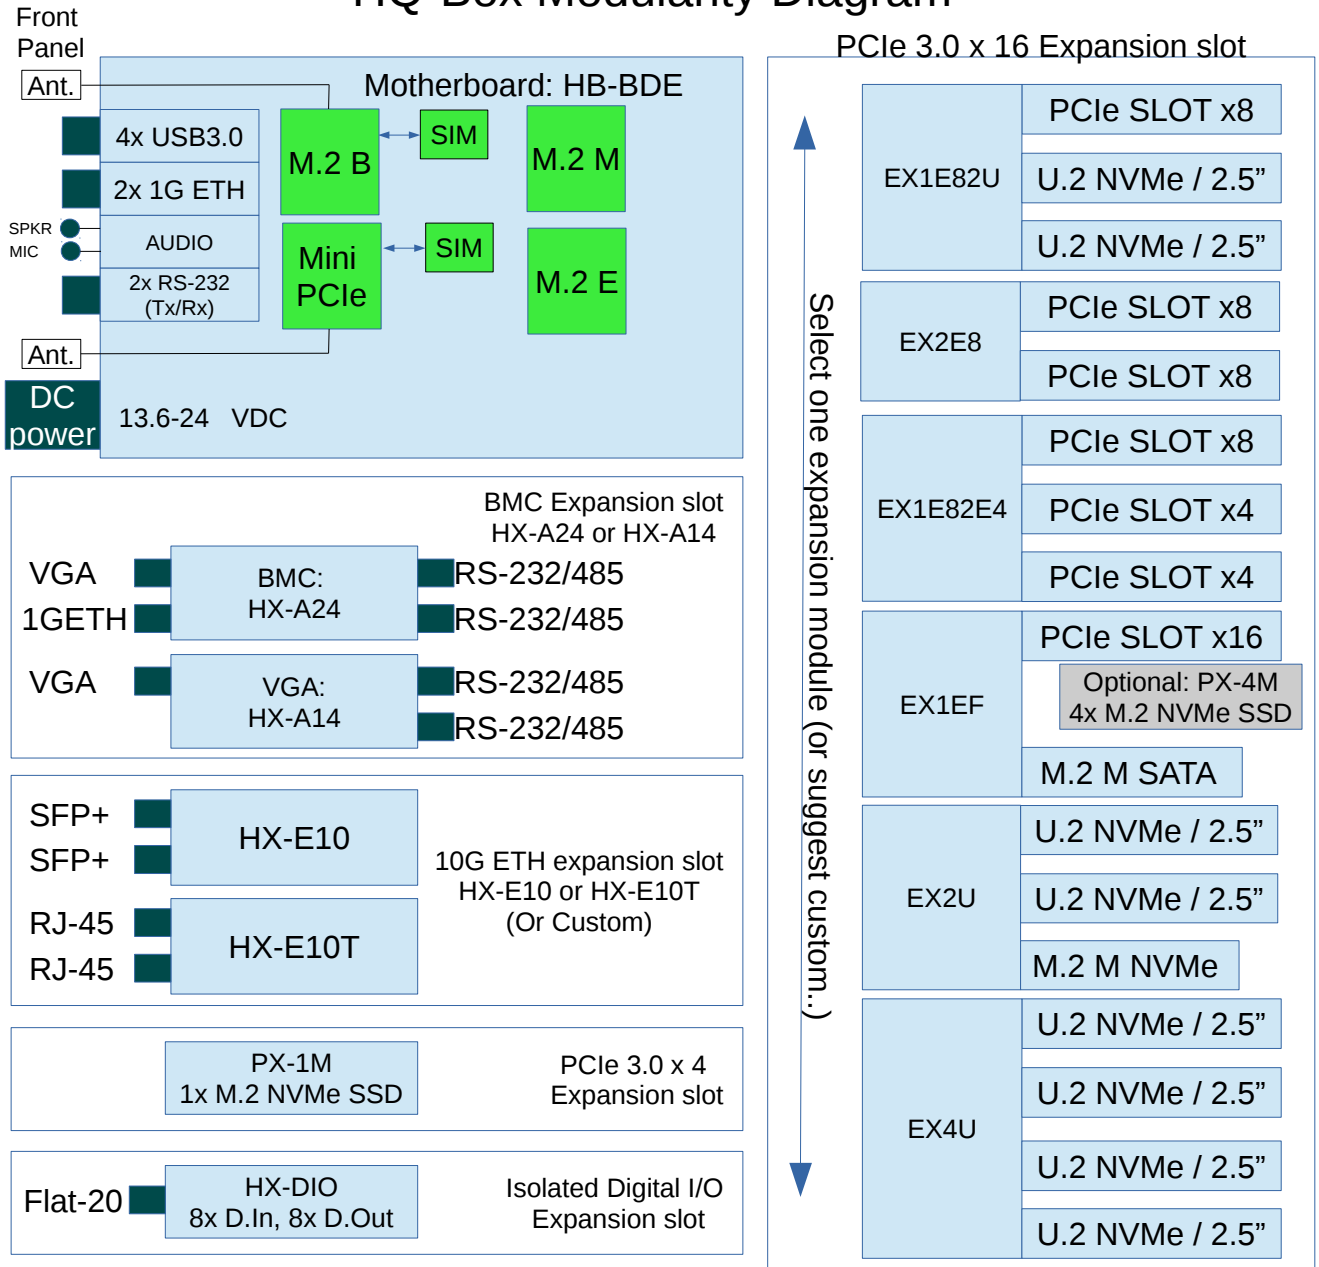 HQ-Box Modularity Diagram
Front
Panel
Ant.
Motherboard: HB-BDE
4x USB3.0
2x 1G ETH
SPKR
MIC
AUDIO
2x RS-232
(Tx/Rx)
M.2 B
SIM
M.2 M
Mini
PCIe
SIM
M.2 E
Ant.
DC
power
13.6-24 VDC
BMC Expansion slot
HX-A24 or HX-A14
VGA
1GETH
BMC:
HX-A24
RS-232/485
RS-232/485
VGA
VGA:
HX-A14
RS-232/485
RS-232/485
SFP+
SFP+
HX-E10
RJ-45
RJ-45
HX-E10T
10G ETH expansion slot
HX-E10 or HX-E10T
(Or Custom)
PX-1M
1x M.2 NVMe SSD
PCIe 3.0 x 4
Expansion slot
Flat-20
HX-DIO
8x D.In, 8x D.Out
Isolated Digital I/O
Expansion slot
PCIe 3.0 x 16 Expansion slot
Select one expansion module (or suggest custom..)
EX1E82U
PCIe SLOT x8
U.2 NVMe / 2.5”
U.2 NVMe / 2.5”
EX2E8
PCIe SLOT x8
PCIe SLOT x8
EX1E82E4
PCIe SLOT x8
PCIe SLOT x4
PCIe SLOT x4
EX1EF
PCIe SLOT x16
Optional: PX-4M
4x M.2 NVMe SSD
M.2 M SATA
EX2U
U.2 NVMe / 2.5”
U.2 NVMe / 2.5”
M.2 M NVMe
EX4U
U.2 NVMe / 2.5”
U.2 NVMe / 2.5”
U.2 NVMe / 2.5”
U.2 NVMe / 2.5”